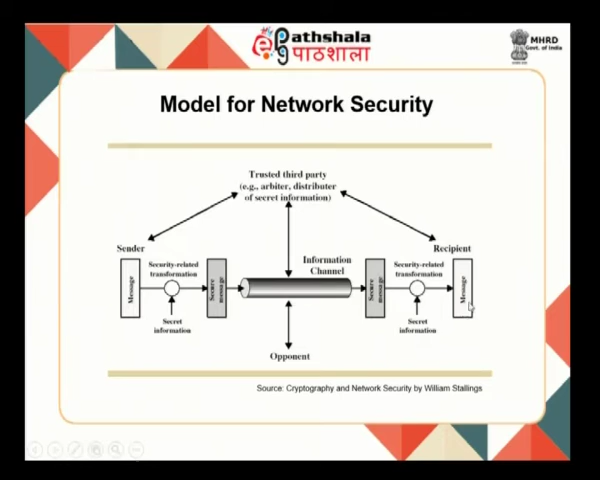 Pathshala
पाठशाला
MHRD
Govt. of India
Model for Network Security
Trusted third party
(e.g., arbiter, distributer
of secret information)
Sender
Recipient
Information
Channel
Security-related
transformation
Security-related
transformation
Message
Secure
message
Secure
message
Message
Secret
information
Secret
information
Opponent
Source: Cryptography and Network Security by William Stallings